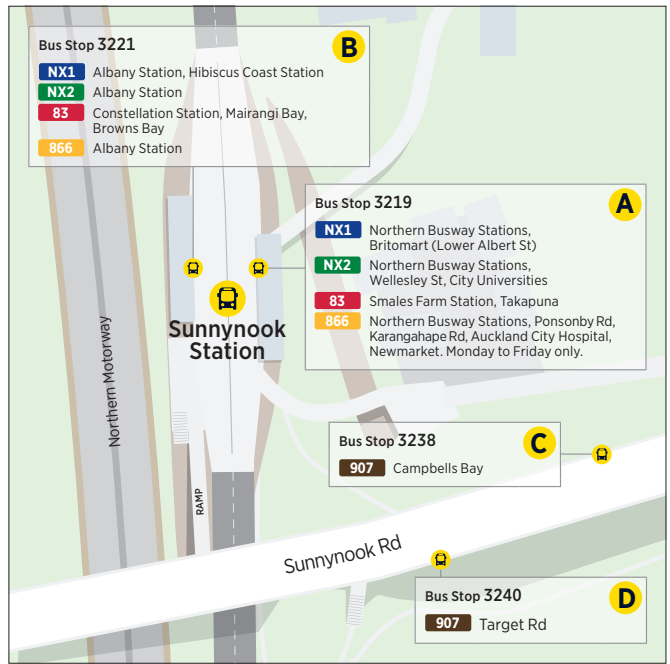 Bus Stop 3221
B
NX1 Albany Station, Hibiscus Coast Station
NX2 Albany Station
83 Constellation Station, Mairangi Bay,
Browns Bay
866 Albany Station
Bus Stop 3219
A
NX1 Northern Busway Stations,
Britomart (Lower Albert St)
NX2 Northern Busway Stations,
Wellesley St, City Universities
83 Smales Farm Station, Takapuna
866 Northern Busway Stations, Ponsonby Rd,
Karangahape Rd, Auckland City Hospital,
Newmarket. Monday to Friday only.
Sunnynook
Station
Northern Motorway
Bus Stop 3238
C
907 Campbells Bay
RAMP
Sunnynook Rd
Bus Stop 3240
D
907 Target Rd